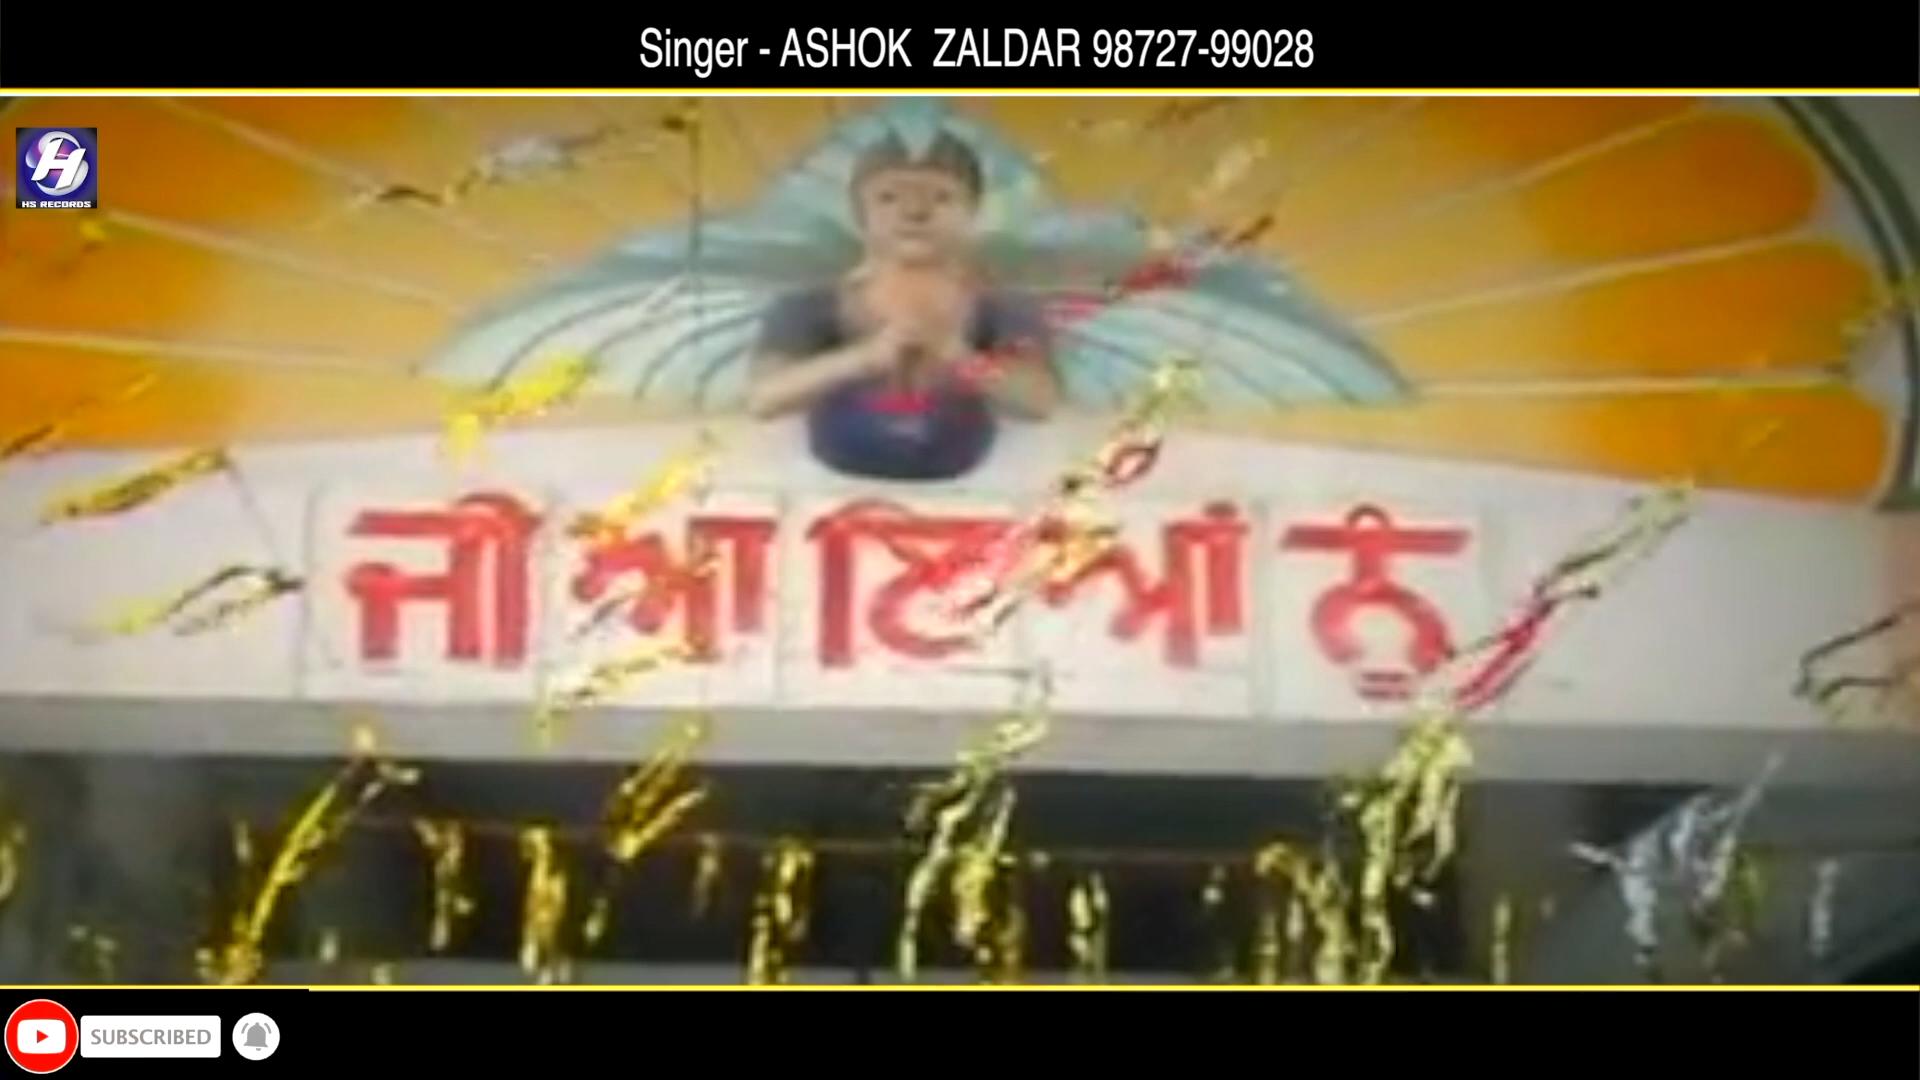 Singer - ASHOK ZALDAR 98727-99028
H
HS RECORDS
ਜੀ ਆਇਆਂ ਨੂੰ
SUBSCRIBED